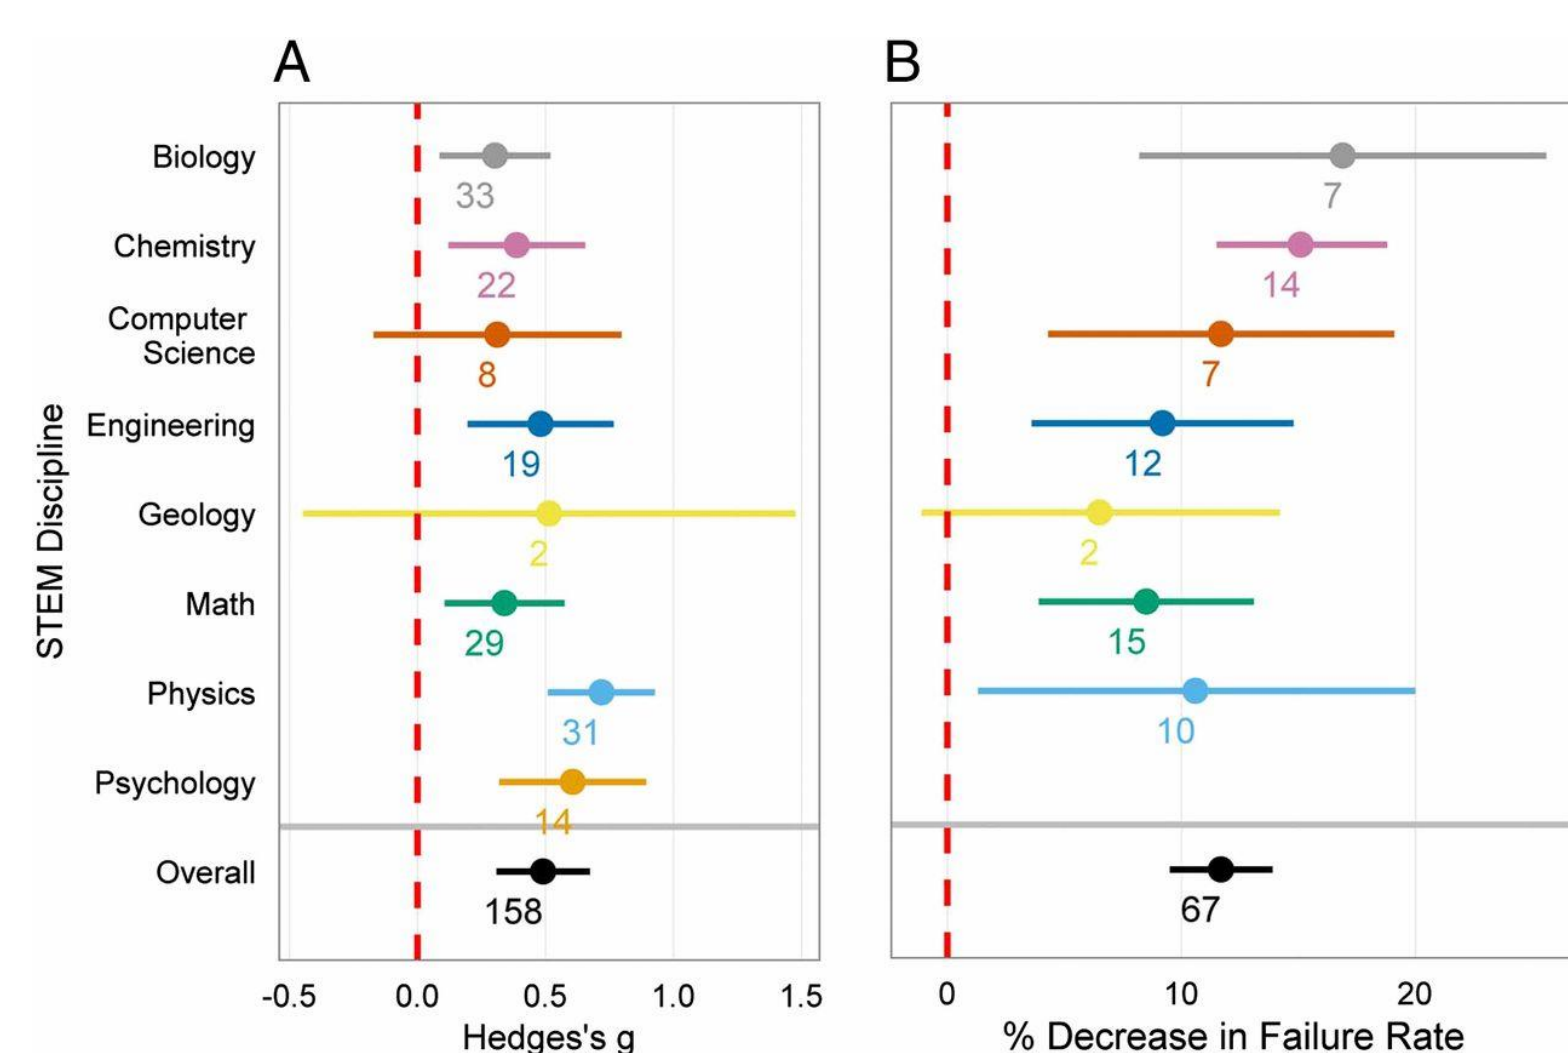 A
B
Biology
33
7
Chemistry
22
14
Computer
Science
8
7
Engineering
19
12
Geology
2
2
Math
29
15
Physics
31
10
Psychology
14
Overall
158
67
STEM Discipline
-0.5 0.0 0.5 1.0 1.5
0 10 20
Hedges's g
% Decrease in Failure Rate